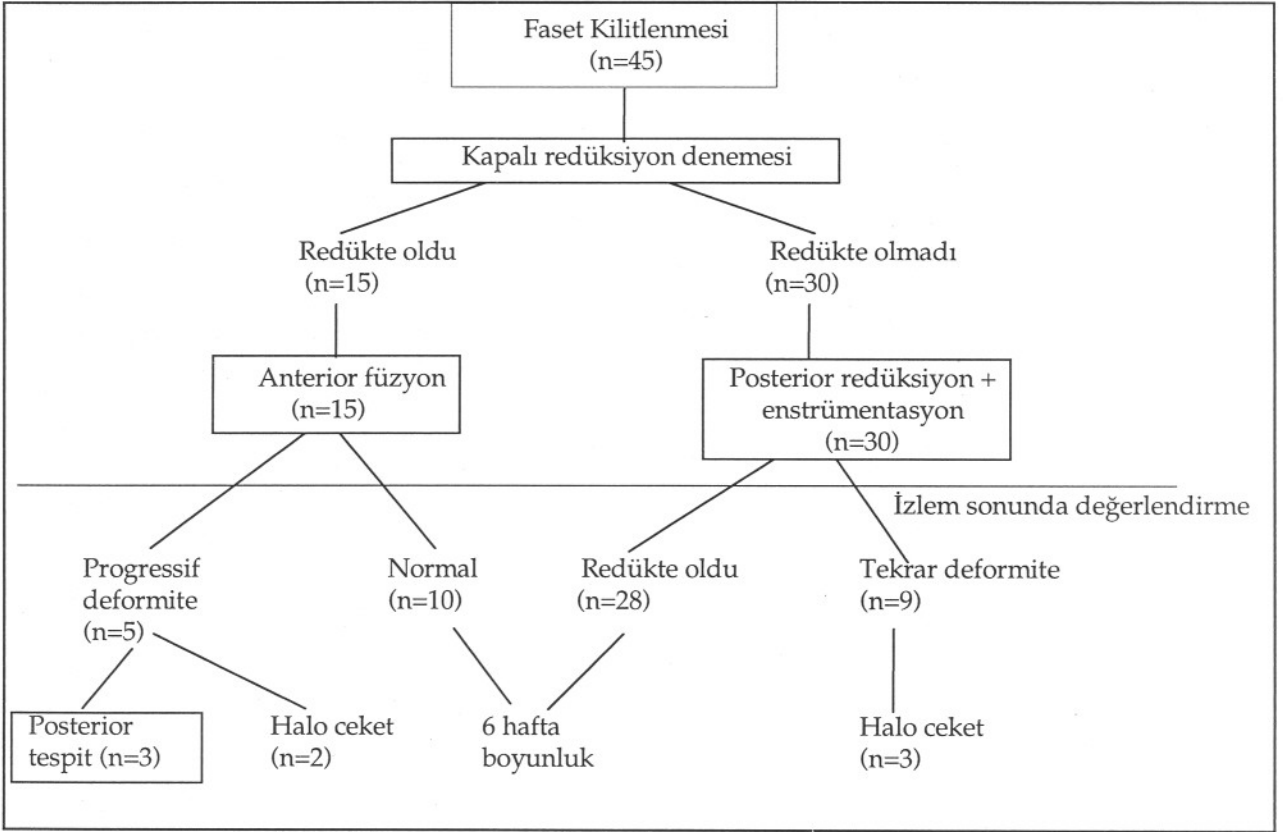 Faset Kilitlenmesi
(n=45)
Kapalı redüksiyon denemesi
Redükte oldu
(n=15)
Redükte olmadı
(n=30)
Anterior füzyon
(n=15)
Posterior redüksiyon +
enstrümentasyon
(n=30)
İzlem sonunda değerlendirme
Progressif
deformite
(n=5)
Normal
(n=10)
Redükte oldu
(n=28)
Tekrar deformite
(n=9)
Posterior
tespit (n=3)
Halo ceket
(n=2)
6 hafta
boyunluk
Halo ceket
(n=3)